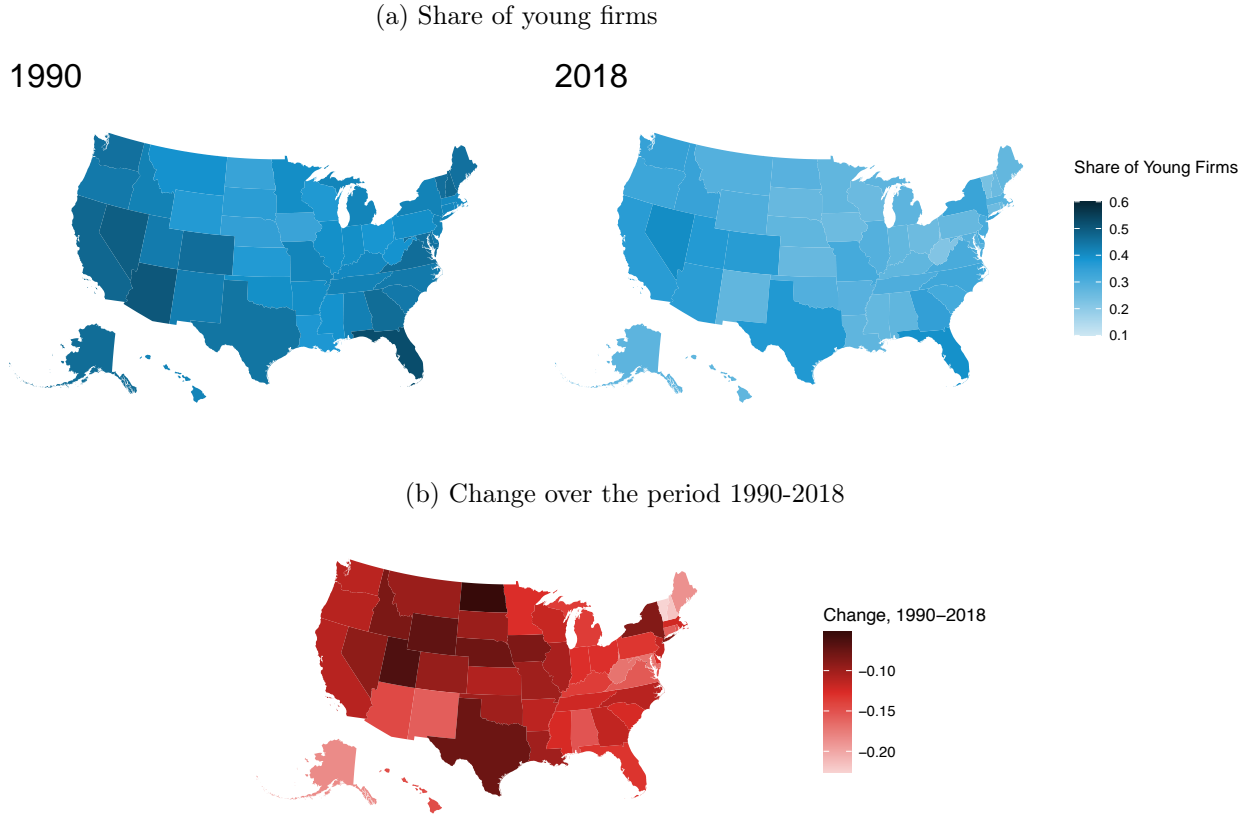 (a) Share of young firms
1990
2018
Share of Young Firms
0.6
0.5
0.4
0.3
0.2
0.1
(b) Change over the period 1990-2018
Change, 1990−2018
−0.10
−0.15
−0.20